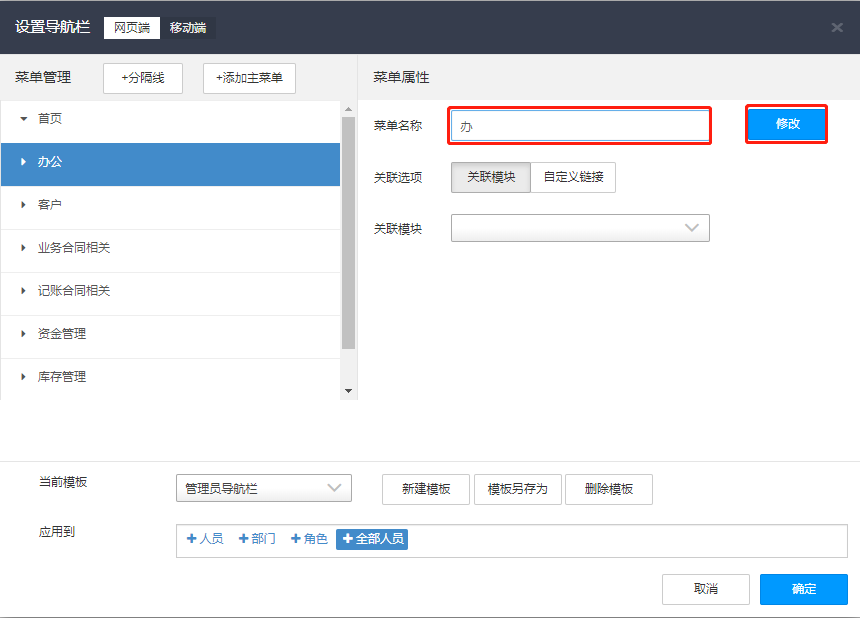 设置导航栏 网页端 移动端
菜单管理 +分隔线 +添加主菜单 菜单属性
首页
办公
客户
业务合同相关
记账合同相关
资金管理
库存管理
菜单名称 办 修改
关联选项 关联模块 自定义链接
关联模块
当前模板 管理员导航栏 新建模板 模板另存为 删除模板
应用到 +人员 +部门 +角色 +全部人员
取消 确定